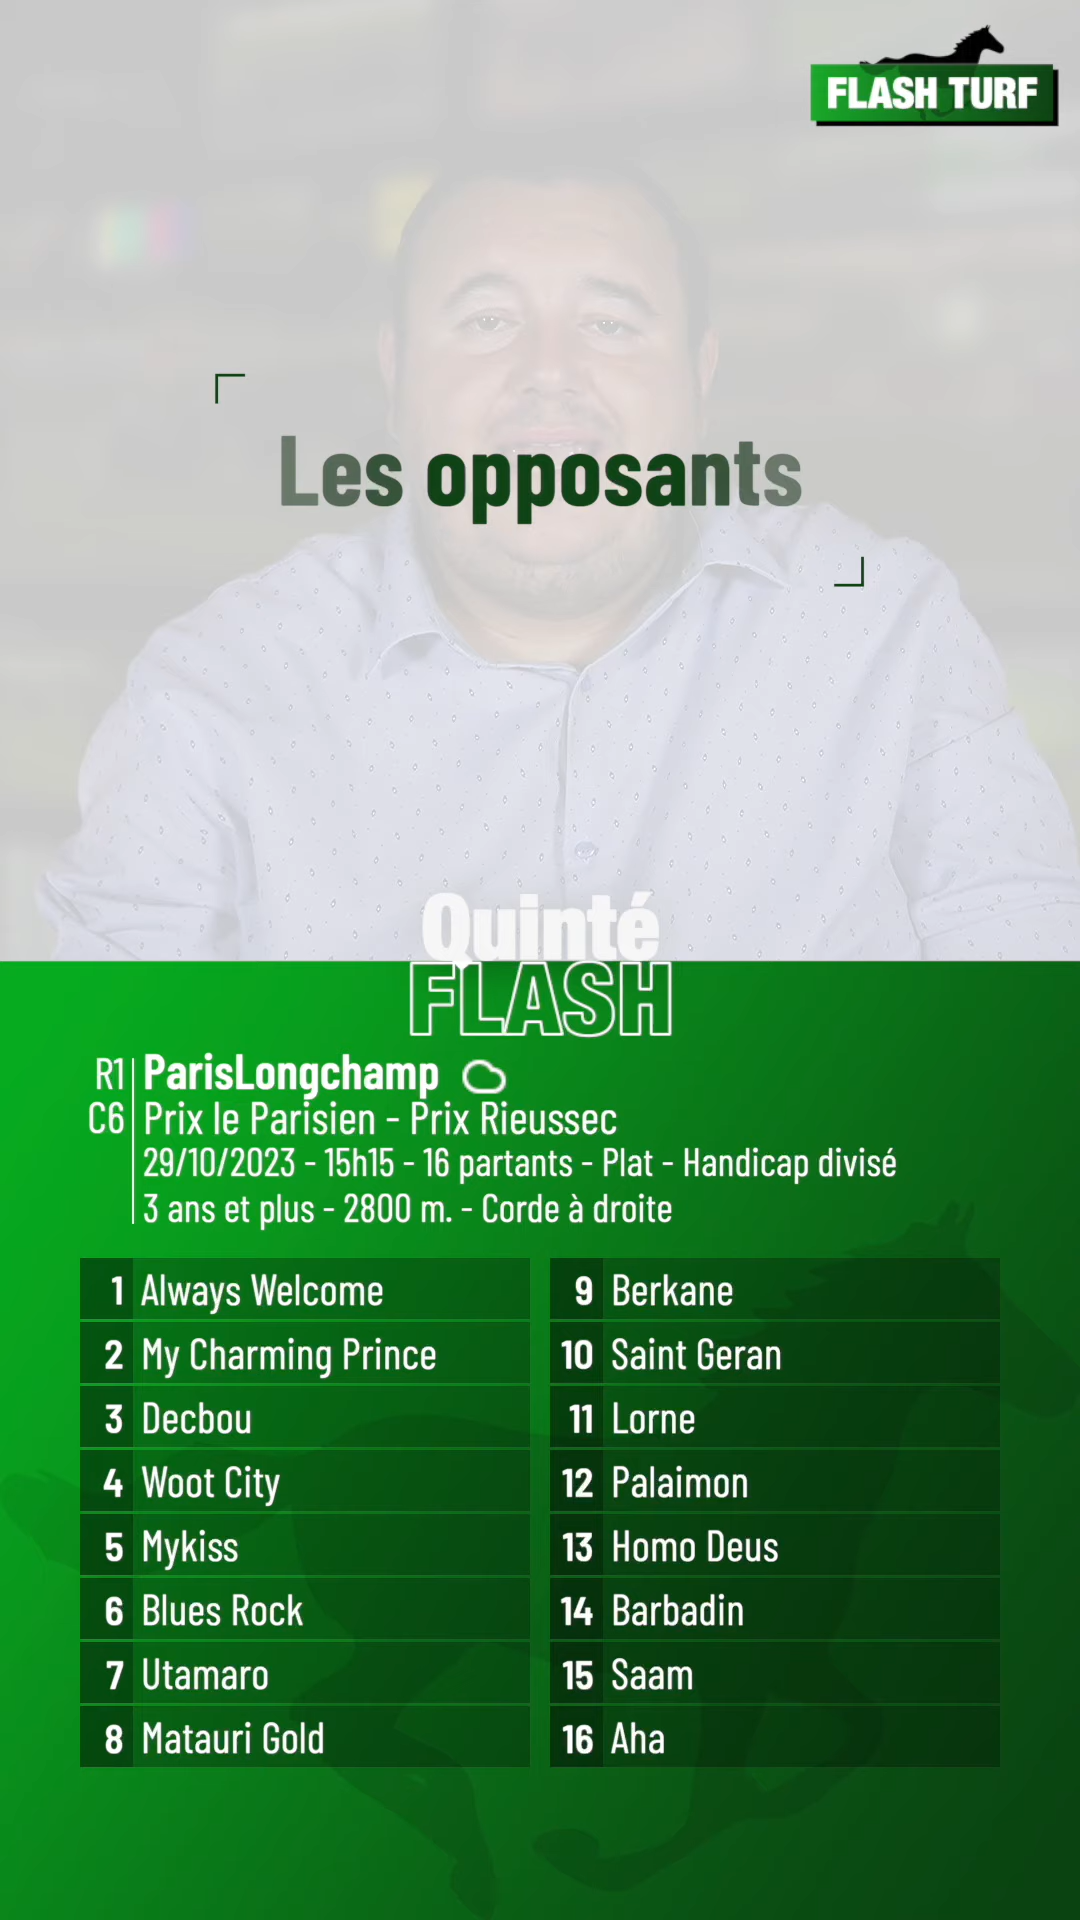 FLASH TURF
Les opposants
Quinté
FLASH
R1 ParisLongchamp
C6 Prix le Parisien - Prix Rieussec
29/10/2023 - 15h15 - 16 partants - Plat - Handicap divisé
3 ans et plus - 2800 m. - Corde à droite
1 Always Welcome
2 My Charming Prince
3 Decbou
4 Woot City
5 Mykiss
6 Blues Rock
7 Utamaro
8 Matauri Gold
9 Berkane
10 Saint Geran
11 Lorne
12 Palaimon
13 Homo Deus
14 Barbadin
15 Saam
16 Aha